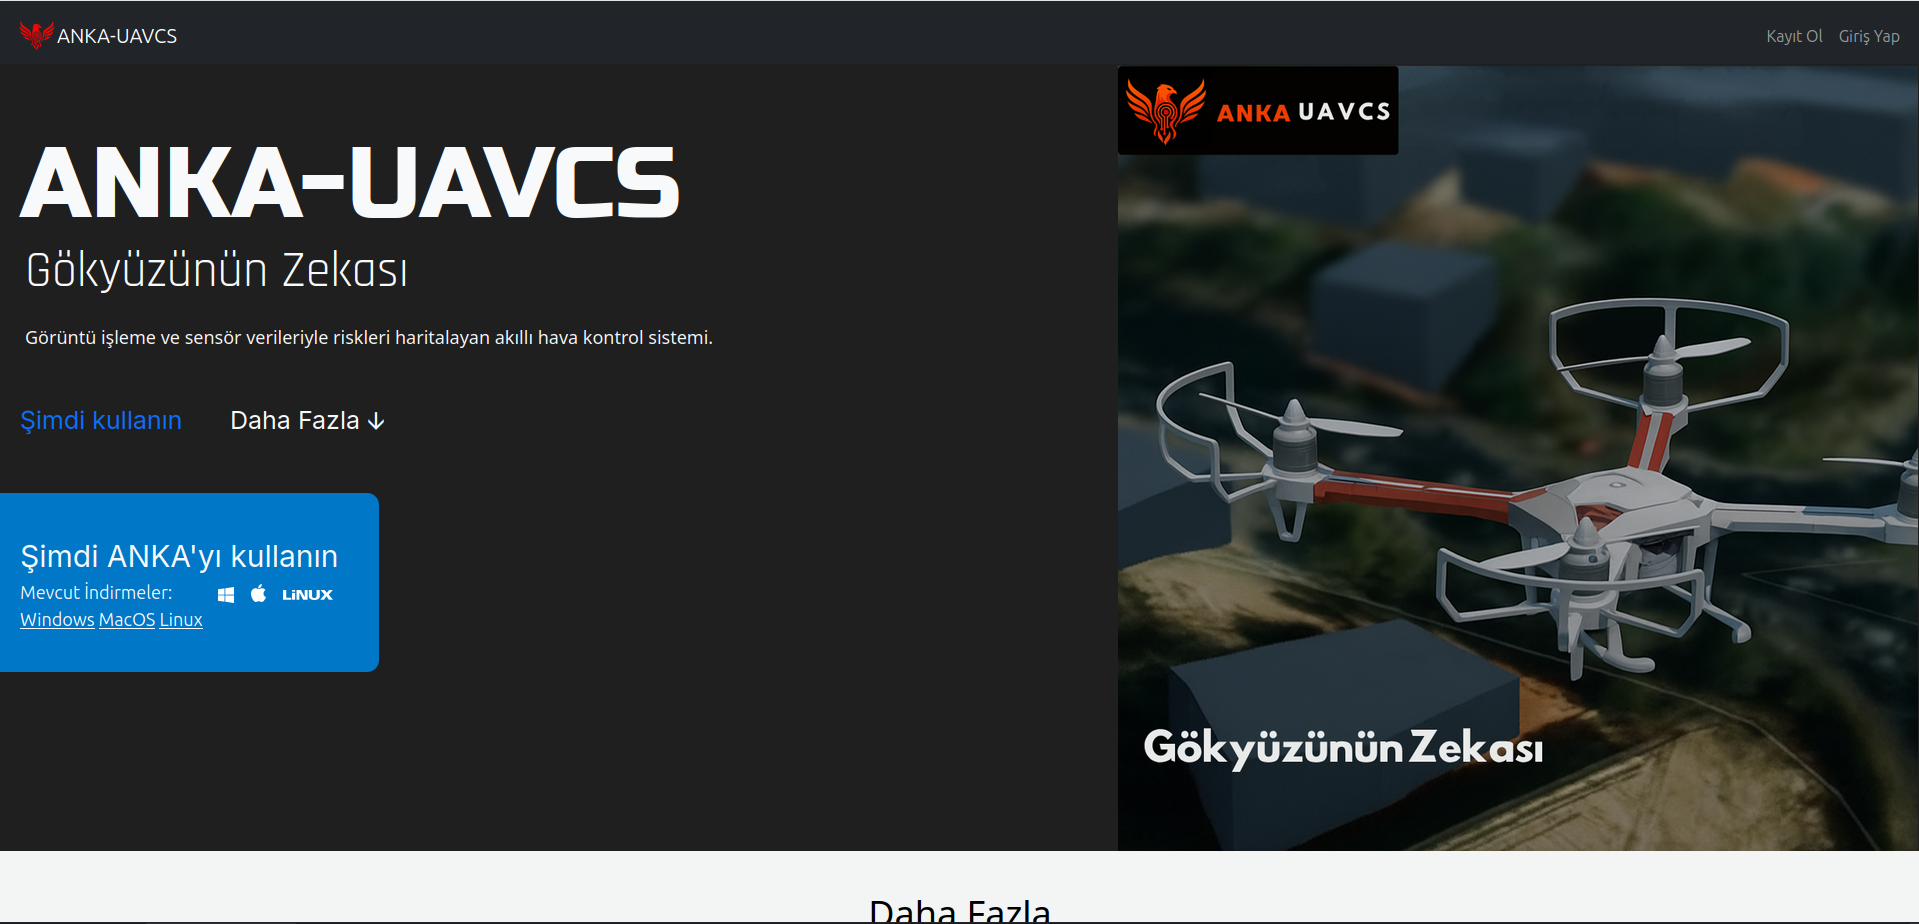 ANKA-UAVCS
Kayıt Ol Giriş Yap
ANKA-UAVCS
Gökyüzünün Zekası
Görüntü işleme ve sensör verileriyle riskleri haritalayan akıllı hava kontrol sistemi.
Şimdi kullanın Daha Fazla ↓
Şimdi ANKA'yı kullanın
Mevcut İndirmeler: LiNUX
Windows MacOS Linux
ANKA UAVCS
Gökyüzünün Zekası
Daha Fazla